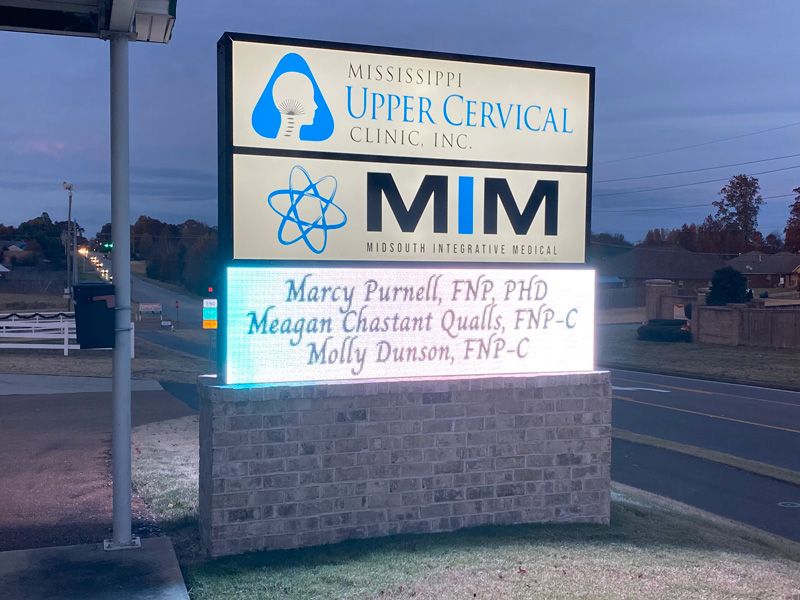 MISSISSIPPI
UPPER CERVICAL
CLINIC, INC.
MIM
MIDSOUTH INTEGRATIVE MEDICAL
Marcy Purnell, FNP, PHD
Meagan Chastant Qualls, FNP-C
Molly Dunson, FNP-C